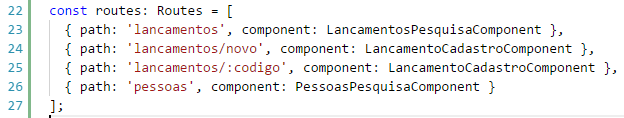 22 const routes: Routes = [
23 { path: 'lancamentos', component: LancamentosPesquisaComponent },
24 { path: 'lancamentos/novo', component: LancamentoCadastroComponent },
25 { path: 'lancamentos/:codigo', component: LancamentoCadastroComponent },
26 { path: 'pessoas', component: PessoasPesquisaComponent }
27 ];